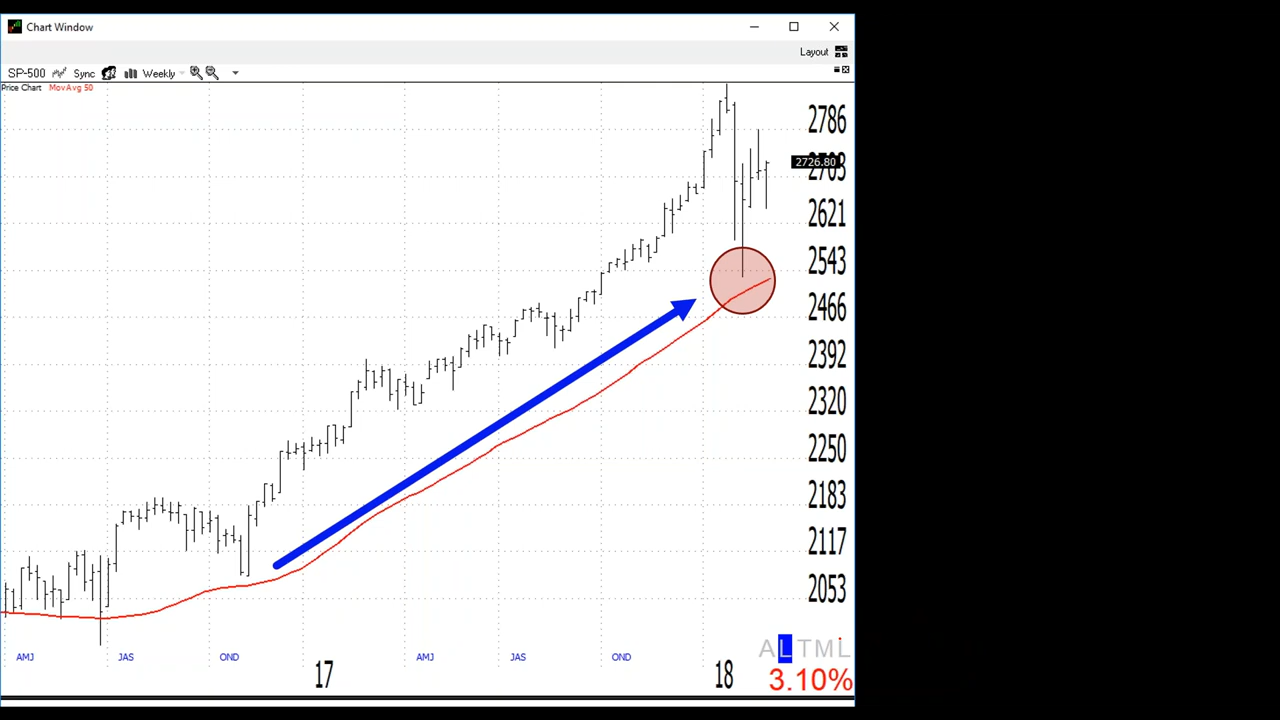 Chart Window
Layout
SP-500 Sync Weekly
Price Chart MovAvg 50
2786
2726.80
2703
2621
2543
2466
2392
2320
2250
2183
2117
2053
ALTML
AMJ JAS OND AMJ JAS OND
17 18
3.10%